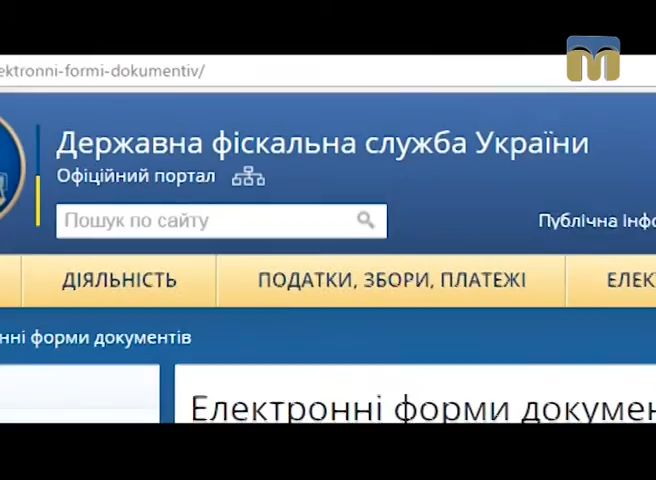 ektronni-formi-dokumentiv/
Державна фіскальна служба України
Офіційний портал
Пошук по сайту
Публічна інфо
ДІЯЛЬНІСТЬ
ПОДАТКИ, ЗБОРИ, ПЛАТЕЖІ
ЕЛЕК
нні форми документів
Електронні форми докумен